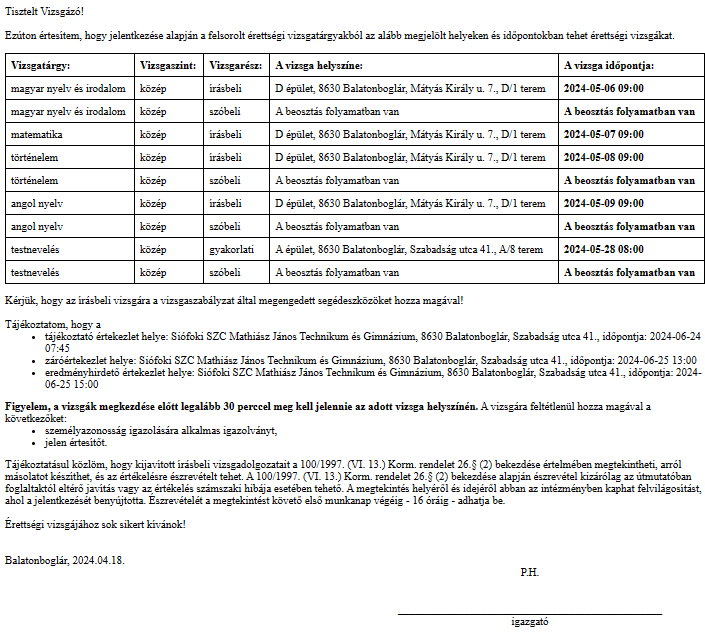 Tisztelt Vizsgázó!
Ezúton értesítem, hogy jelentkezése alapján a felsorolt érettségi vizsgatárgyakból az alább megjelölt helyeken és időpontokban tehet érettségi vizsgákat.
Vizsgatárgy: Vizsgaszint: Vizsgarész: A vizsga helyszíne: A vizsga időpontja:
magyar nyelv és irodalom közép írásbeli D épület, 8630 Balatonboglár, Mátyás Király u. 7., D/1 terem 2024-05-06 09:00
magyar nyelv és irodalom közép szóbeli A beosztás folyamatban van A beosztás folyamatban van
matematika közép írásbeli D épület, 8630 Balatonboglár, Mátyás Király u. 7., D/1 terem 2024-05-07 09:00
történelem közép írásbeli D épület, 8630 Balatonboglár, Mátyás Király u. 7., D/1 terem 2024-05-08 09:00
történelem közép szóbeli A beosztás folyamatban van A beosztás folyamatban van
angol nyelv közép írásbeli D épület, 8630 Balatonboglár, Mátyás Király u. 7., D/1 terem 2024-05-09 09:00
angol nyelv közép szóbeli A beosztás folyamatban van A beosztás folyamatban van
testnevelés közép gyakorlati A épület, 8630 Balatonboglár, Szabadság utca 41., A/8 terem 2024-05-28 08:00
testnevelés közép szóbeli A beosztás folyamatban van A beosztás folyamatban van
Kérjük, hogy az írásbeli vizsgára a vizsgaszabályzat által megengedett segédeszközöket hozza magával!
Tájékoztatom, hogy a
• tájékoztató értekezlet helye: Siófoki SZC Mathiász János Technikum és Gimnázium, 8630 Balatonboglár, Szabadság utca 41., időpontja: 2024-06-24
07:45
• záróértekezlet helye: Siófoki SZC Mathiász János Technikum és Gimnázium, 8630 Balatonboglár, Szabadság utca 41., időpontja: 2024-06-25 13:00
• eredményhirdető értekezlet helye: Siófoki SZC Mathiász János Technikum és Gimnázium, 8630 Balatonboglár, Szabadság utca 41., időpontja: 2024-
06-25 15:00
Figyelem, a vizsgák megkezdése előtt legalább 30 perccel meg kell jelennie az adott vizsga helyszínén. A vizsgára feltétlenül hozza magával a
következőket:
• személyazonosság igazolására alkalmas igazolványt,
• jelen értesítőt.
Tájékoztatásul közlöm, hogy kijavított írásbeli vizsgadolgozatait a 100/1997. (VI. 13.) Korm. rendelet 26.§ (2) bekezdése értelmében megtekintheti, arról
másolatot készíthet, és az értékelésre észrevételt tehet. A 100/1997. (VI. 13.) Korm. rendelet 26.§ (2) bekezdése alapján észrevétel kizárólag az útmutatóban
foglaltaktól eltérő javítás vagy az értékelés számszaki hibája esetében tehető. A megtekintés helyéről és idejéről abban az intézményben kaphat felvilágosítást,
ahol a jelentkezését benyújtotta. Észrevételét a megtekintést követő első munkanap végéig - 16 óráig - adhatja be.
Érettségi vizsgájához sok sikert kívánok!
Balatonboglár, 2024.04.18.
P.H.
igazgató